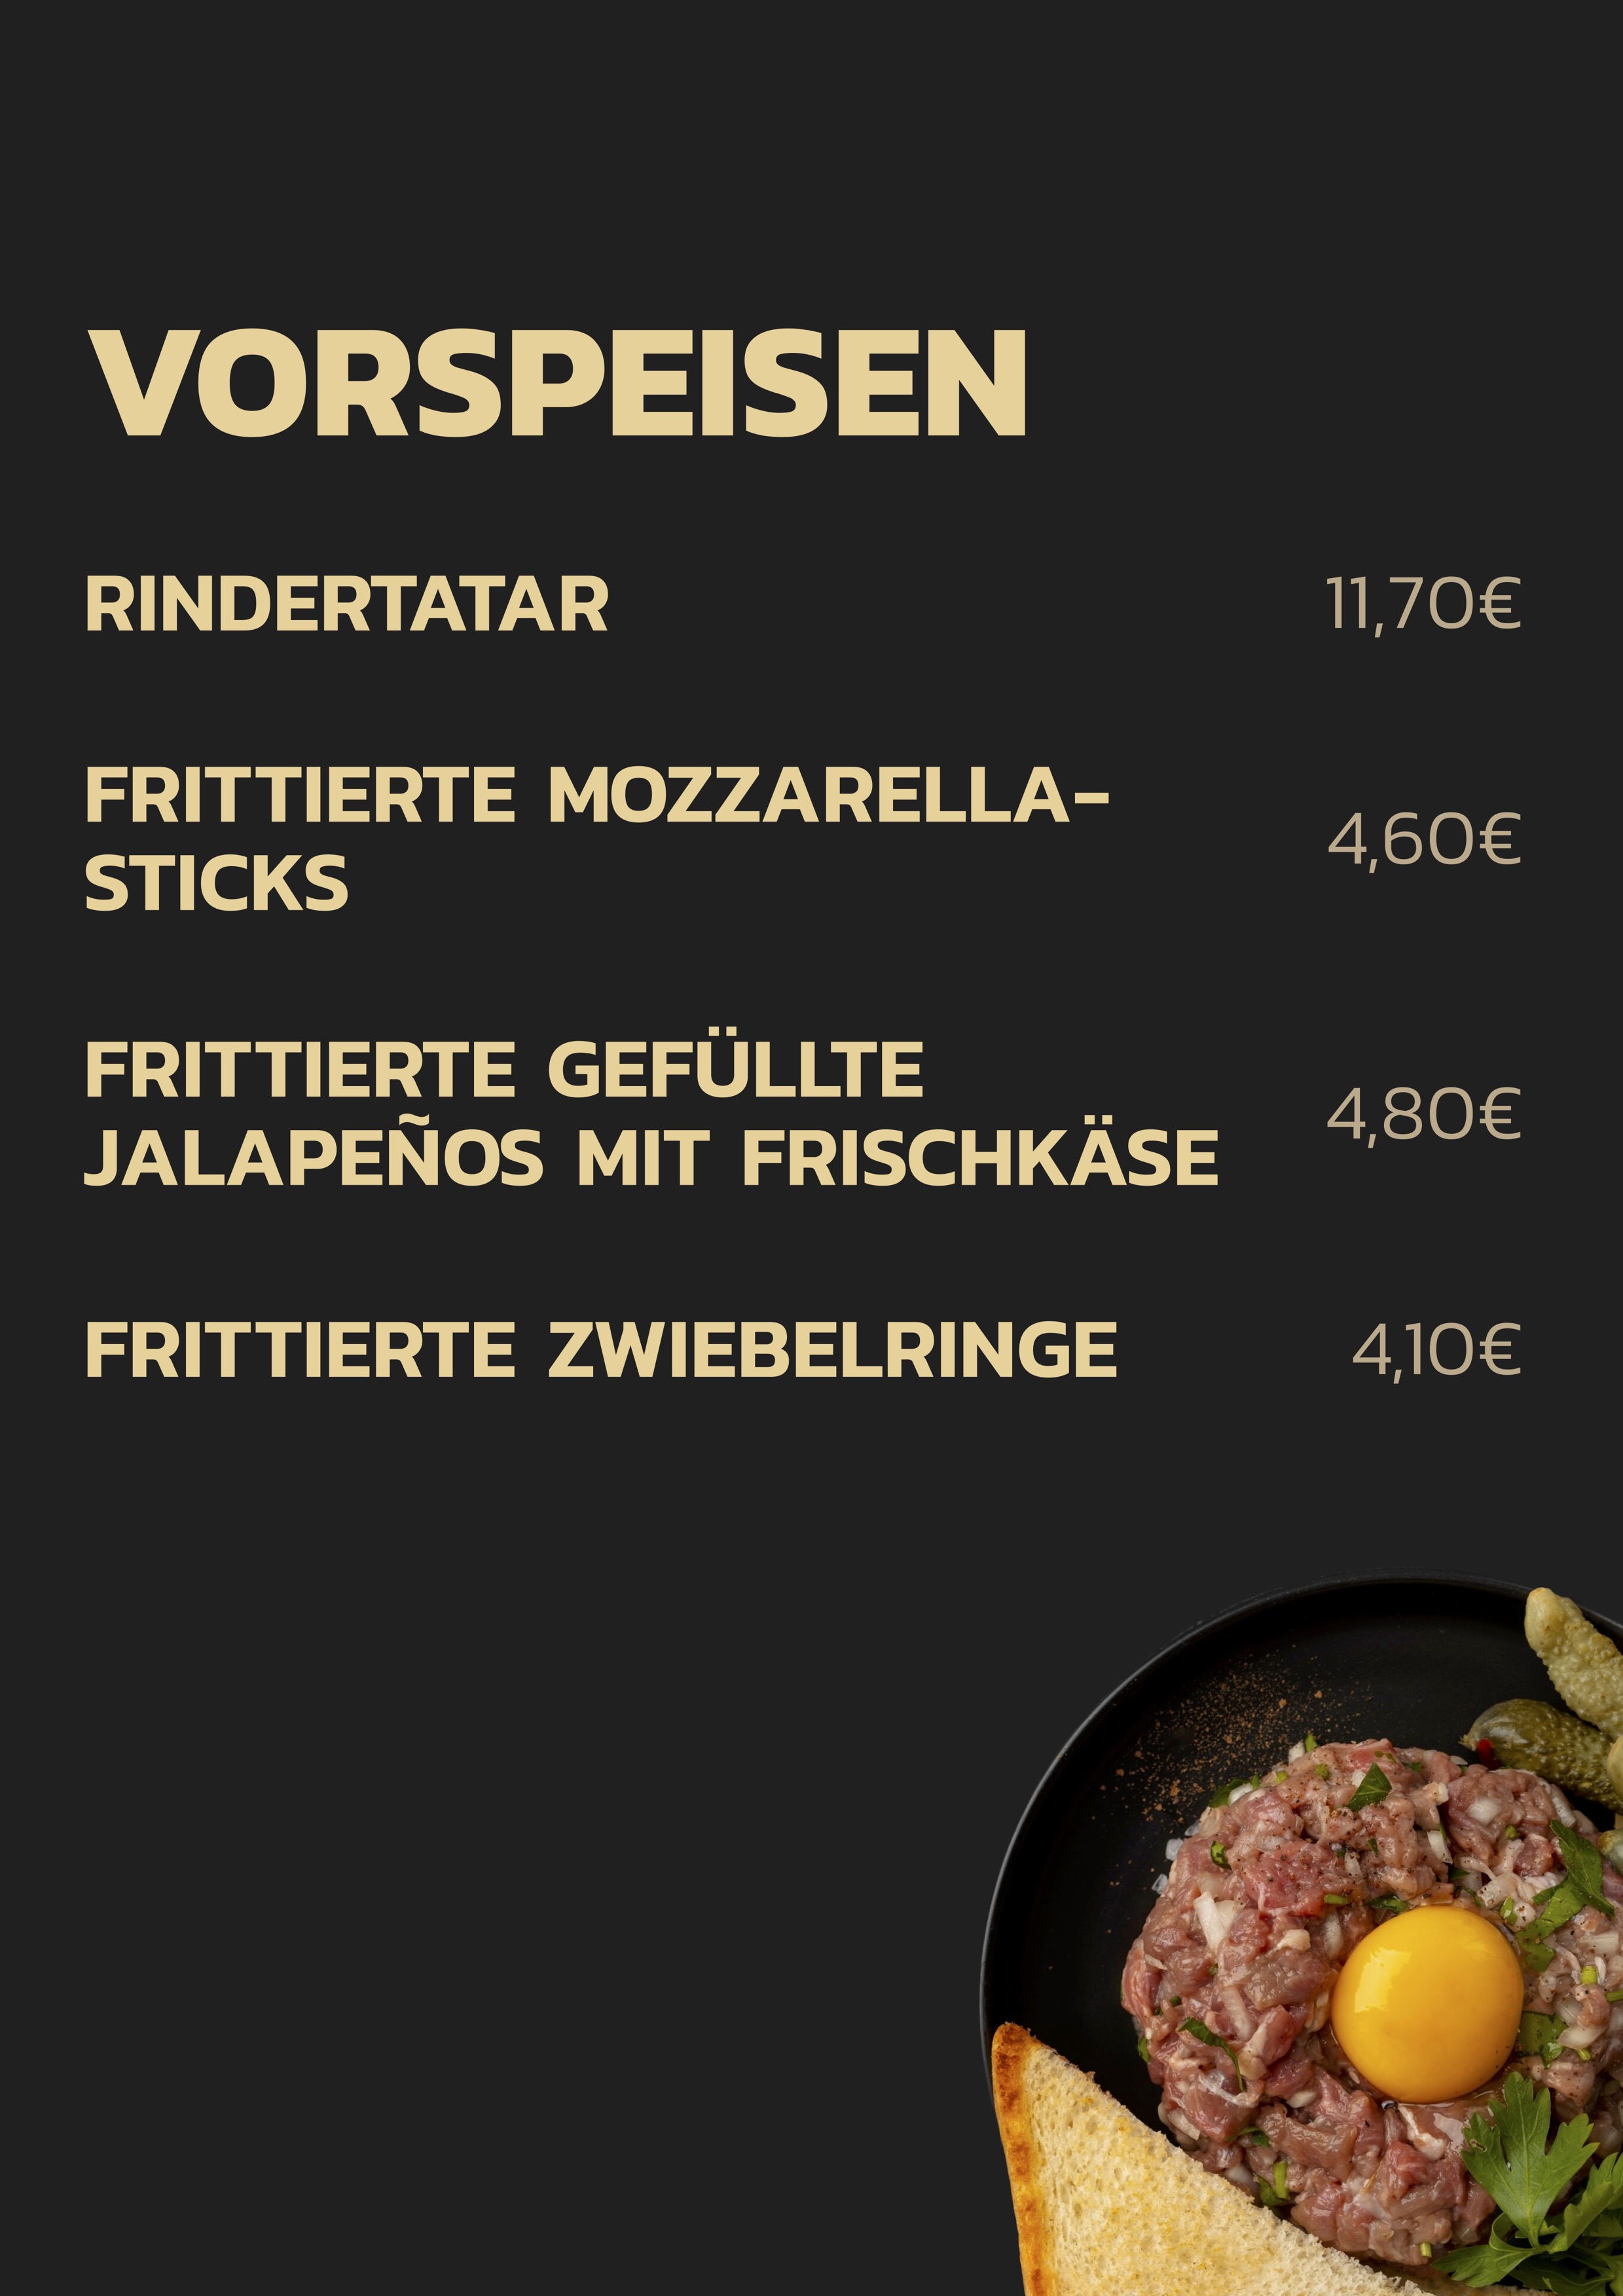 VORSPEISEN
RINDERTATAR 11,70€
FRITTIERTE MOZZARELLA-
STICKS 4,60€
FRITTIERTE GEFÜLLTE
JALAPEÑOS MIT FRISCHKÄSE 4,80€
FRITTIERTE ZWIEBELRINGE 4,10€